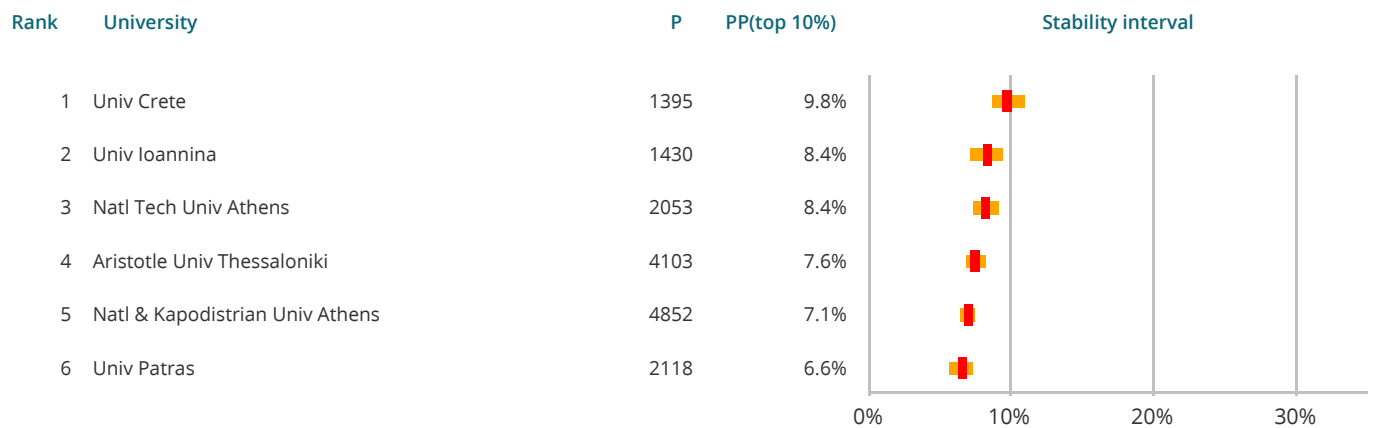 Rank University P PP(top 10%) Stability interval
1 Univ Crete 1395 9.8%
2 Univ Ioannina 1430 8.4%
3 Natl Tech Univ Athens 2053 8.4%
4 Aristotle Univ Thessaloniki 4103 7.6%
5 Natl & Kapodistrian Univ Athens 4852 7.1%
6 Univ Patras 2118 6.6%
0% 10% 20% 30%